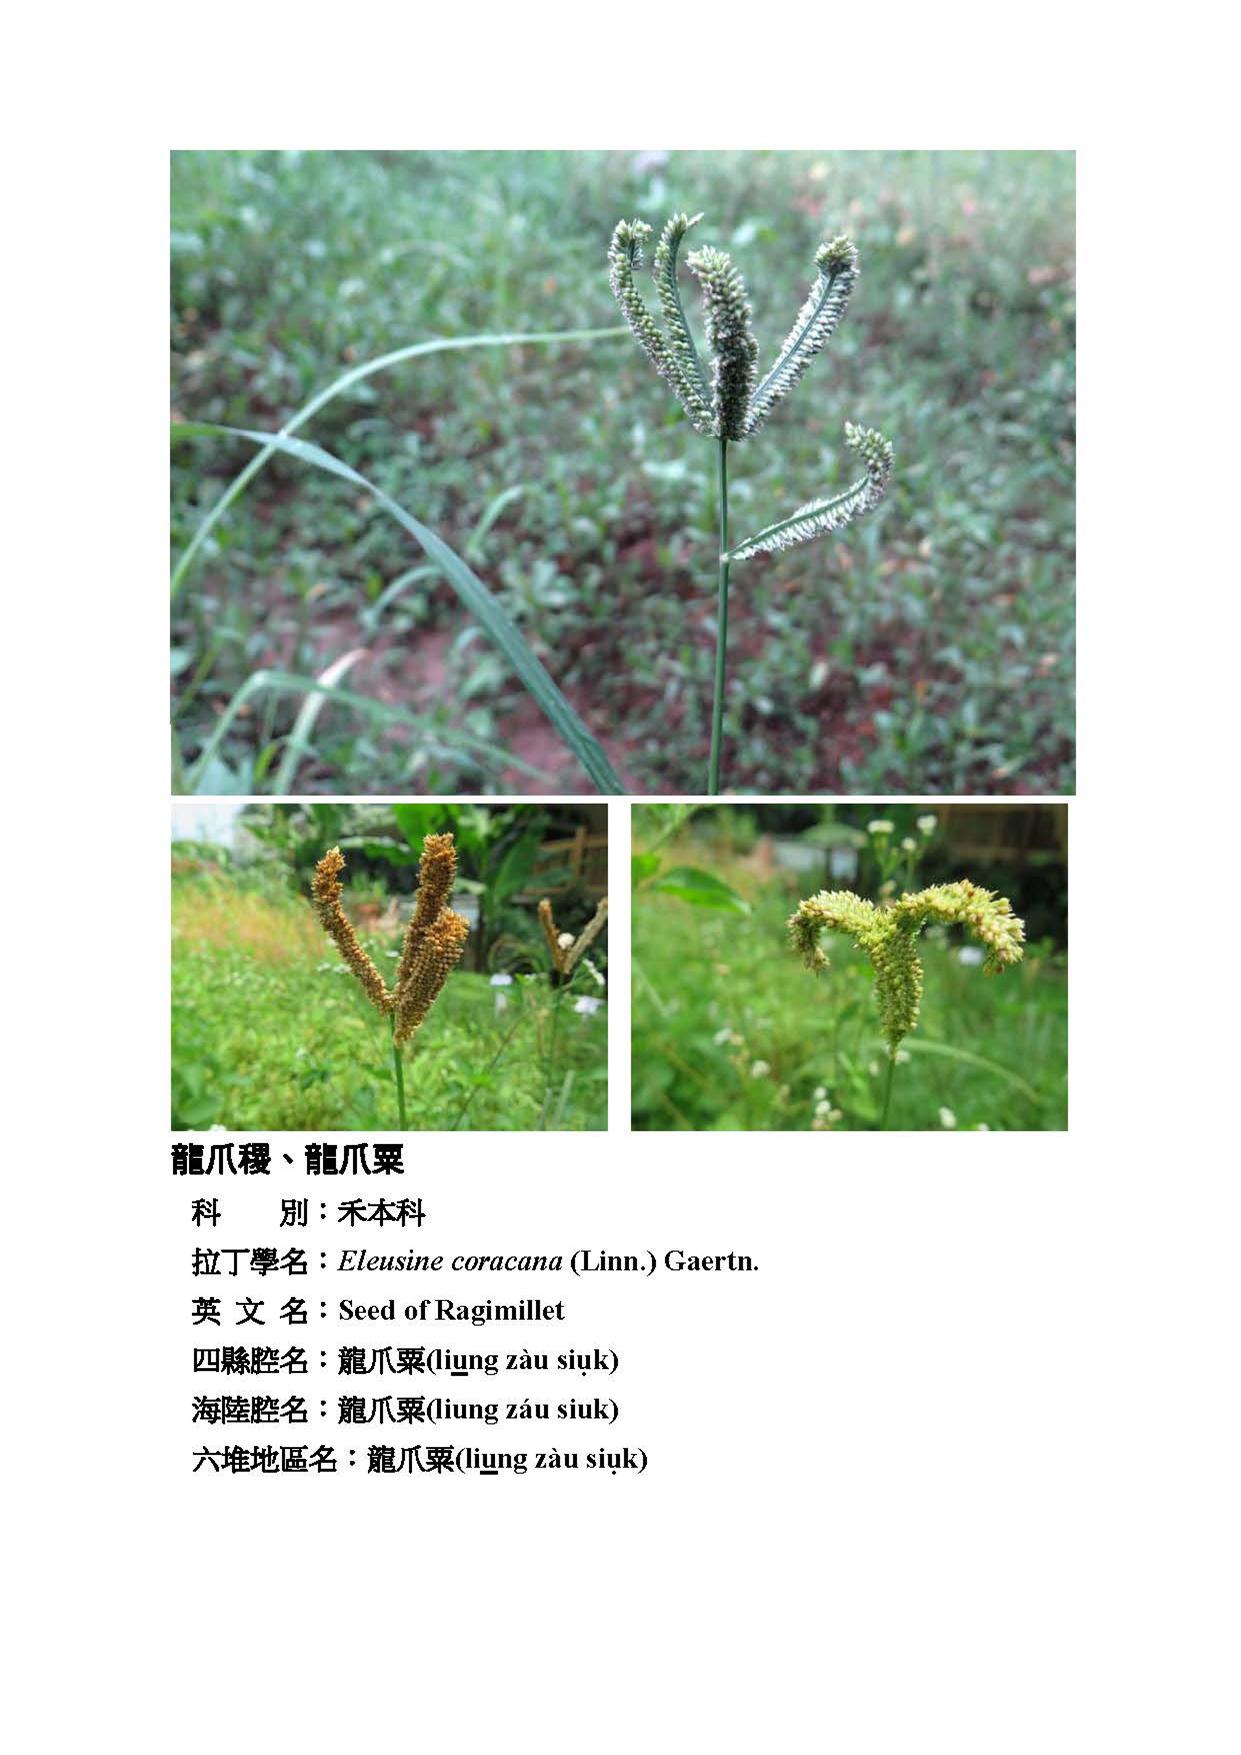 龍爪稷、龍爪粟
科　　別：禾本科
拉丁學名：Eleusine coracana (Linn.) Gaertn.
英 文 名：Seed of Ragimillet
四縣腔名：龍爪粟(liu̲ng zàu siụk)
海陸腔名：龍爪粟(liung záu siuk)
六堆地區名：龍爪粟(liu̲ng zàu siụk)